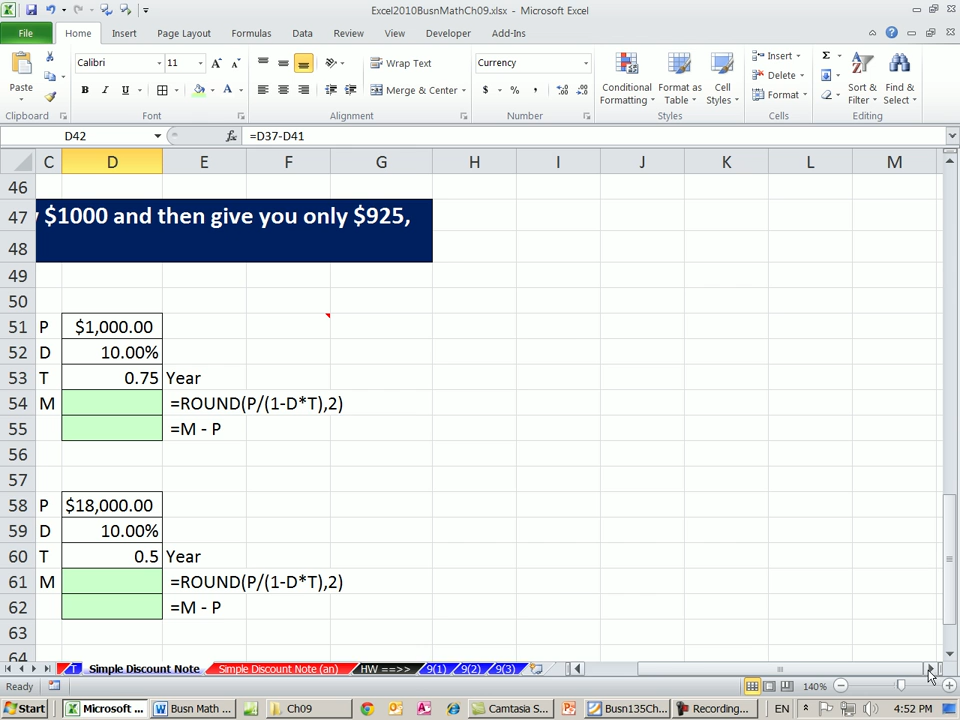 Excel2010BusnMathCh09.xlsx - Microsoft Excel
File Home Insert Page Layout Formulas Data Review View Developer Add-Ins
Paste Calibri 11 Wrap Text Currency Conditional Formatting Format as Table Cell Styles Insert Sort & Filter Find & Select
B I U Merge & Center $ % , Delete
Format
Clipboard Font Alignment Number Styles Cells Editing
D42 fx =D37-D41
C D E F G H I J K L M
46
47 $1000 and then give you only $925,
48
49
50
51 P $1,000.00
52 D 10.00%
53 T 0.75 Year
54 M =ROUND(P/(1-D*T),2)
55 =M - P
56
57
58 P $18,000.00
59 D 10.00%
60 T 0.5 Year
61 M =ROUND(P/(1-D*T),2)
62 =M - P
63
64
T Simple Discount Note Simple Discount Note (an) HW ==>> 9(1) 9(2) 9(3)
Ready 140%
Start Microsoft ... Busn Math ... Ch09 Camtasia S... Busn135Ch... Recording... EN 4:52 PM